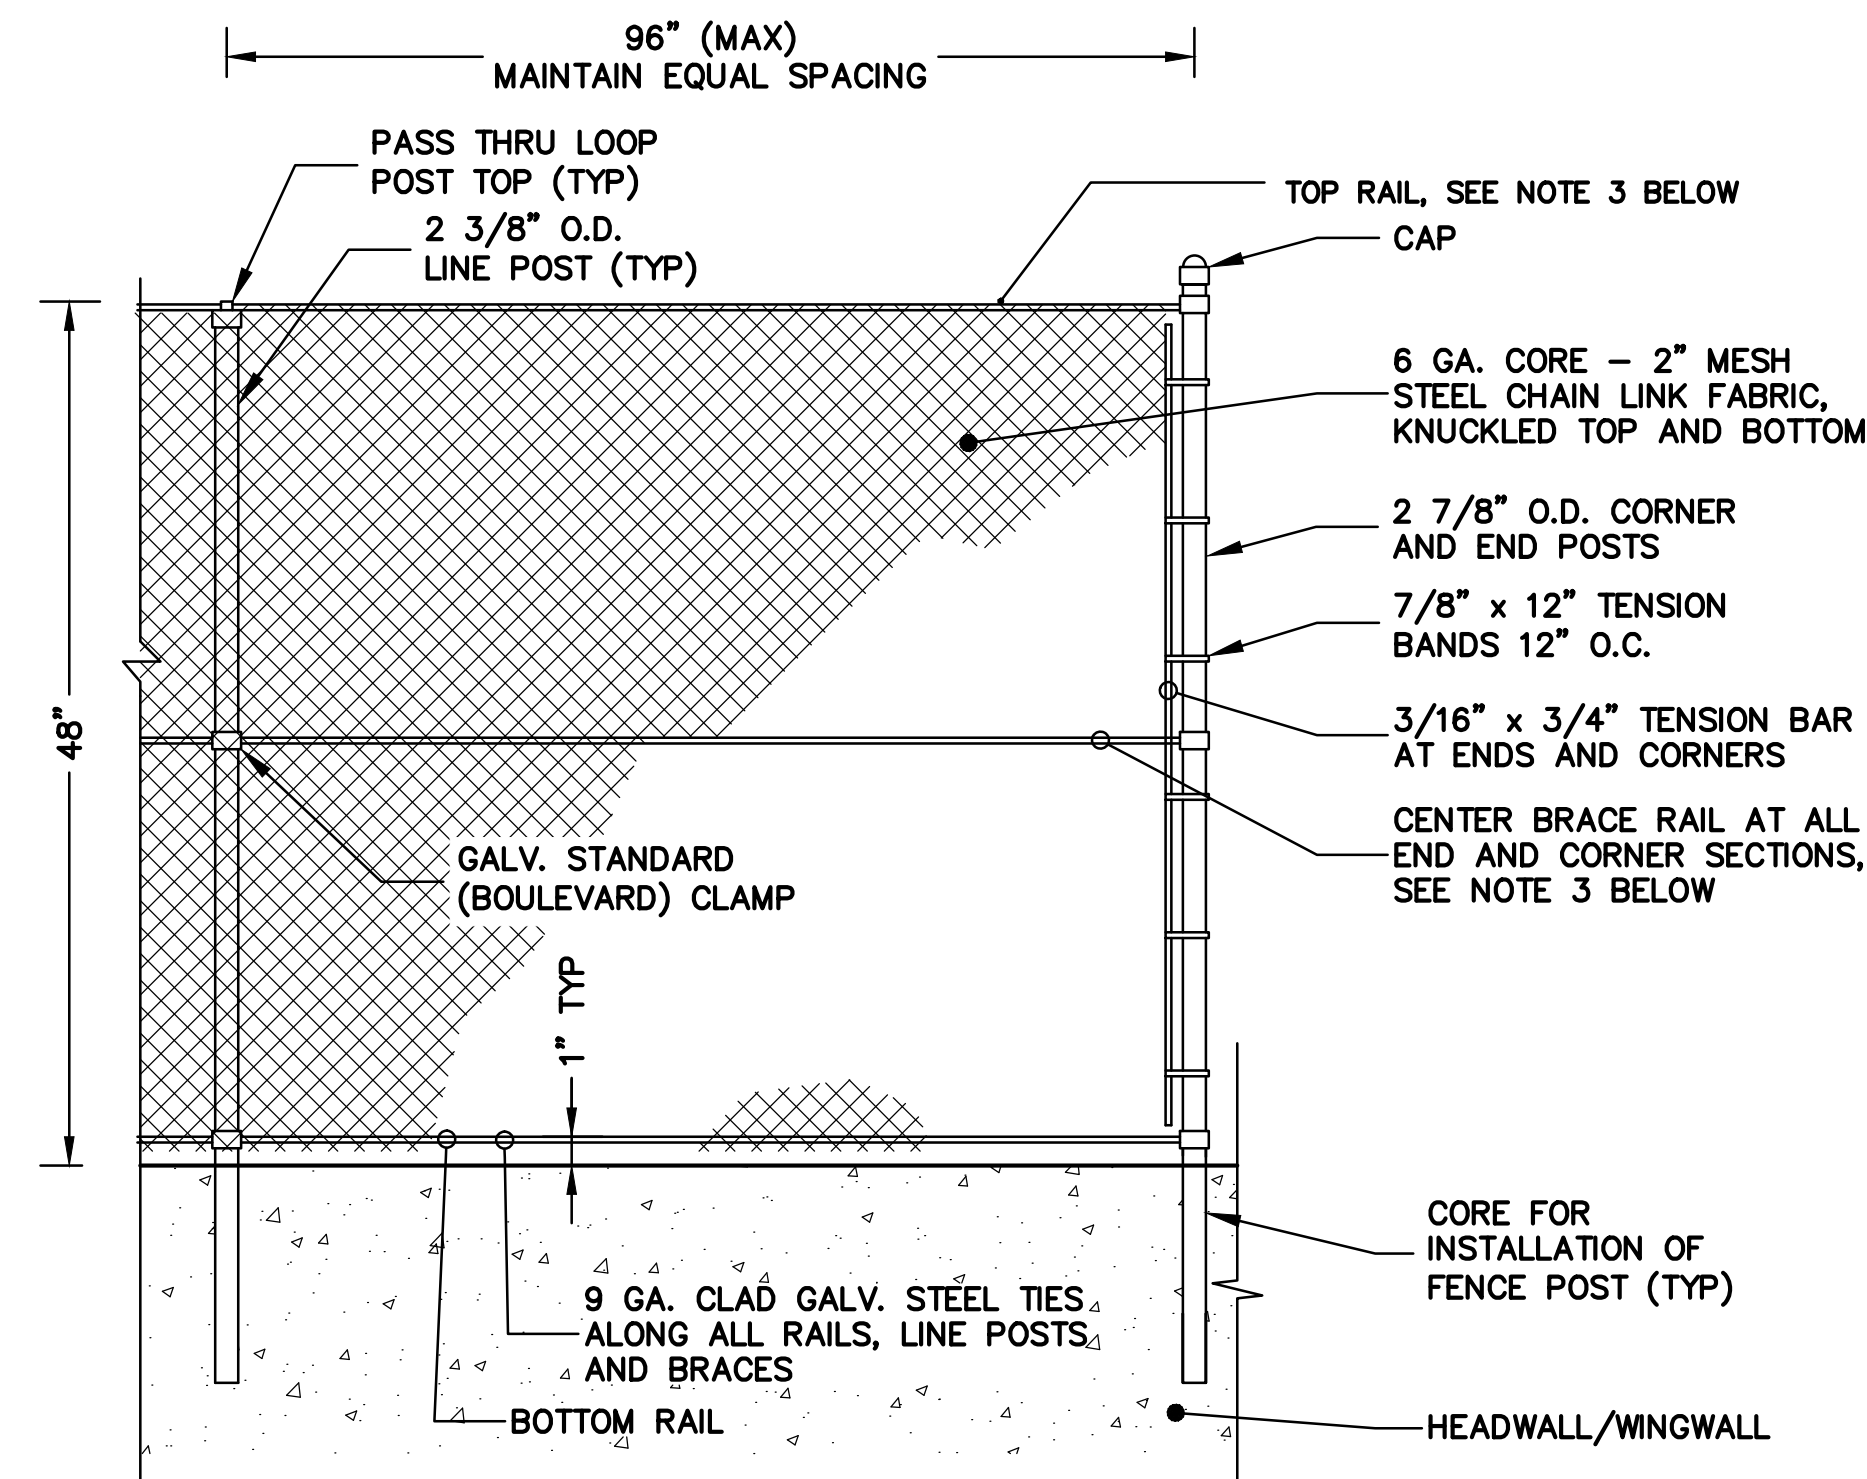 96" (MAX)
MAINTAIN EQUAL SPACING
PASS THRU LOOP
POST TOP (TYP)
2 3/8" O.D.
LINE POST (TYP)
TOP RAIL, SEE NOTE 3 BELOW
CAP
6 GA. CORE – 2" MESH
STEEL CHAIN LINK FABRIC,
KNUCKLED TOP AND BOTTOM
2 7/8" O.D. CORNER
AND END POSTS
7/8" x 12" TENSION
BANDS 12" O.C.
3/16" x 3/4" TENSION BAR
AT ENDS AND CORNERS
48"
CENTER BRACE RAIL AT ALL
END AND CORNER SECTIONS,
SEE NOTE 3 BELOW
GALV. STANDARD
(BOULEVARD) CLAMP
1" TYP
CORE FOR
INSTALLATION OF
FENCE POST (TYP)
9 GA. CLAD GALV. STEEL TIES
ALONG ALL RAILS, LINE POSTS
AND BRACES
BOTTOM RAIL
HEADWALL/WINGWALL